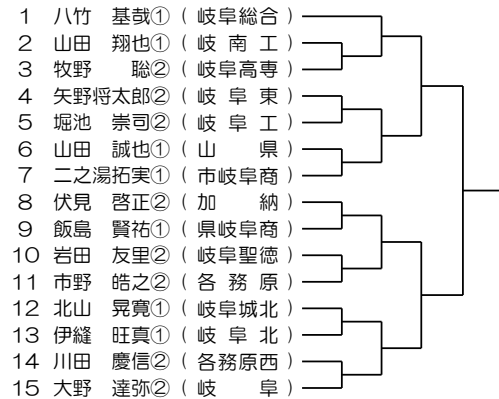 1 八竹 基哉① (岐阜総合)
2 山田 翔也① (岐南工)
3 牧野 聡② (岐阜高専)
4 矢野将太郎② (岐阜東)
5 堀池 崇司② (岐阜工)
6 山田 誠也① (山県)
7 二之湯拓実① (市岐阜商)
8 伏見 啓正② (加納)
9 飯島 賢祐① (県岐阜商)
10 岩田 友里② (岐阜聖徳)
11 市野 皓之② (各務原)
12 北山 晃寛① (岐阜城北)
13 伊縫 旺真① (岐阜北)
14 川田 慶信② (各務原西)
15 大野 達弥② (岐阜)